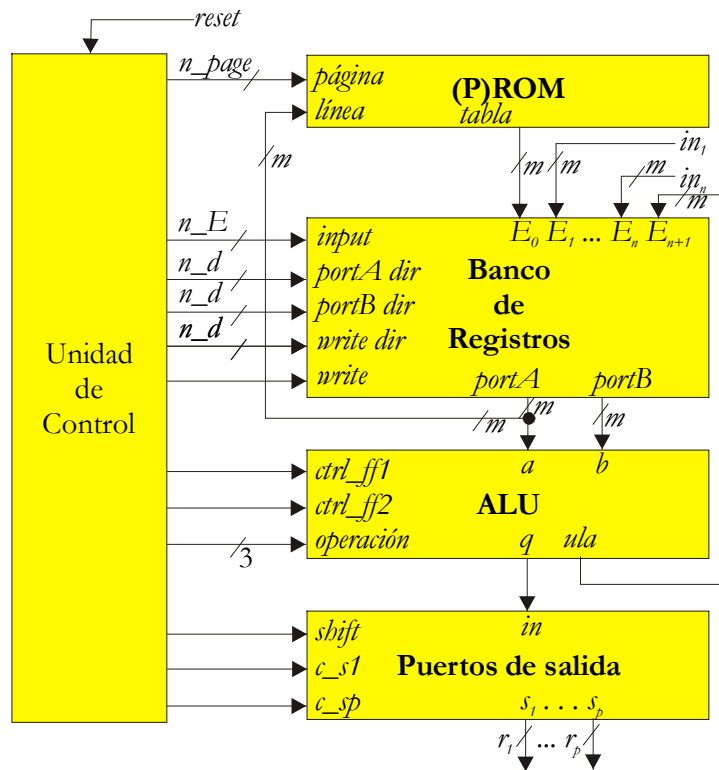 reset
n_page
página
línea
(P)ROM
tabla
m
m
m
in₁
m
inₙ
m
n_E
input
E₀ E₁ ... Eₙ Eₙ₊₁
n_d
portA dir
n_d
portB dir
n_d
write dir
write
Banco
de
Registros
portA
portB
Unidad
de
Control
m
m
m
ctrl_ff1
ctrl_ff2
operación
3
a
b
ALU
q
ula
shift
c_s1
c_sp
in
Puertos de salida
s₁ . . . sₚ
r₁ ... rₚ